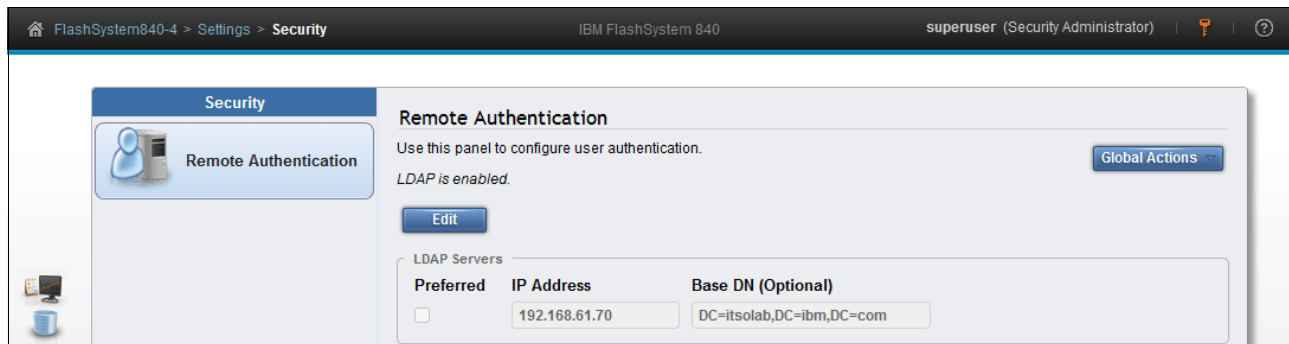 FlashSystem840-4 > Settings > Security IBM FlashSystem 840 superuser (Security Administrator)
Security
Remote Authentication
Remote Authentication
Use this panel to configure user authentication.
LDAP is enabled.
Global Actions
Edit
LDAP Servers
Preferred IP Address Base DN (Optional)
192.168.61.70 DC=itsolab,DC=ibm,DC=com